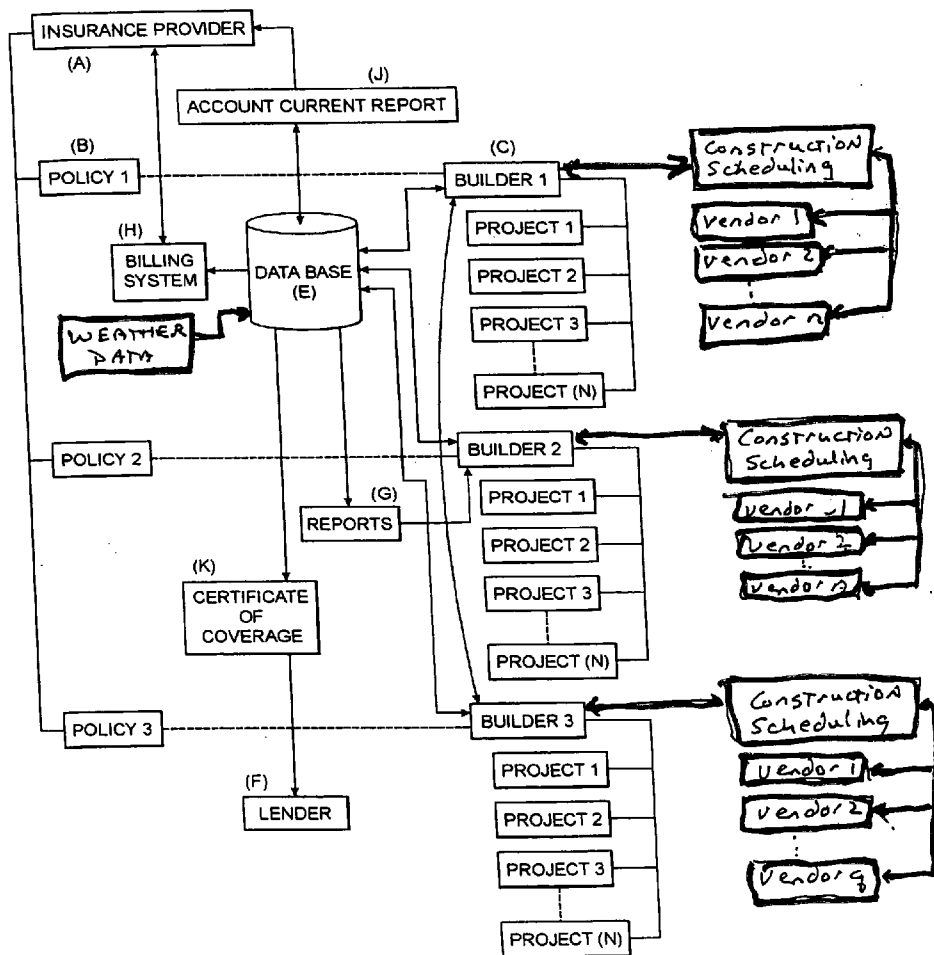 INSURANCE PROVIDER
(A)
(J)
ACCOUNT CURRENT REPORT
(B)
POLICY 1
(C)
BUILDER 1
Construction
Scheduling
PROJECT 1
PROJECT 2
PROJECT 3
PROJECT (N)
vendor 1
vendor 2
vendor n
(H)
BILLING
SYSTEM
DATA BASE
(E)
WEATHER
DATA
POLICY 2
BUILDER 2
Construction
Scheduling
(G)
REPORTS
PROJECT 1
PROJECT 2
PROJECT 3
PROJECT (N)
vendor 1
vendor 2
vendor n
(K)
CERTIFICATE
OF
COVERAGE
POLICY 3
BUILDER 3
Construction
Scheduling
(F)
LENDER
PROJECT 1
PROJECT 2
PROJECT 3
PROJECT (N)
vendor 1
vendor 2
vendor q